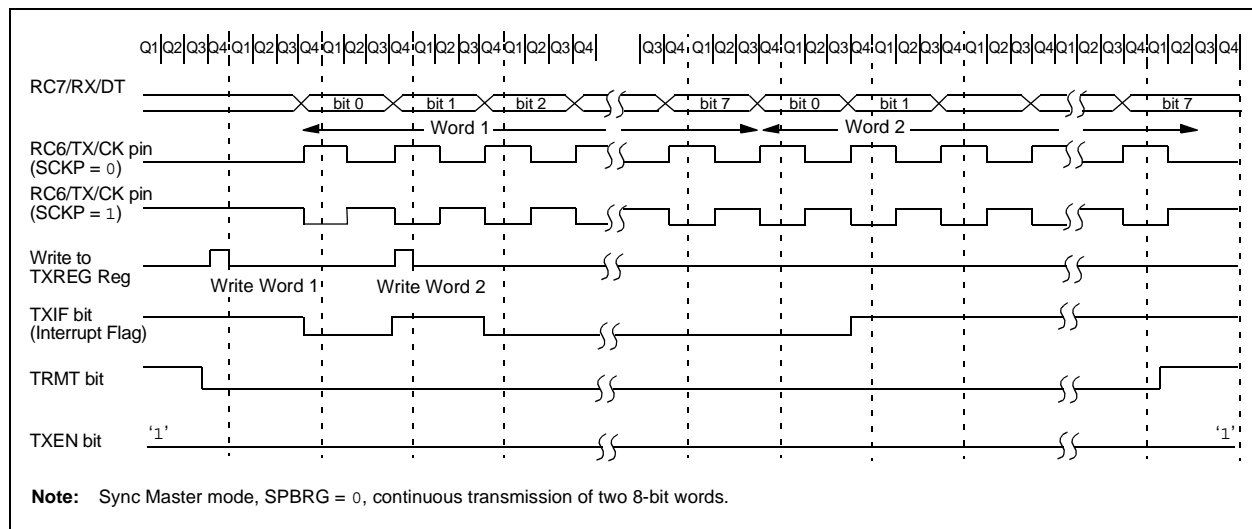 Q1 Q2 Q3 Q4 Q1 Q2 Q3 Q4 Q1 Q2 Q3 Q4 Q1 Q2 Q3 Q4 Q1 Q2 Q3 Q4 Q3 Q4 Q1 Q2 Q3 Q4 Q1 Q2 Q3 Q4 Q1 Q2 Q3 Q4 Q1 Q2 Q3 Q4 Q1 Q2 Q3 Q4 Q1 Q2 Q3 Q4
RC7/RX/DT
bit 0 bit 1 bit 2 bit 7 bit 0 bit 1 bit 7
Word 1 Word 2
RC6/TX/CK pin
(SCKP = 0)
RC6/TX/CK pin
(SCKP = 1)
Write to
TXREG Reg
Write Word 1 Write Word 2
TXIF bit
(Interrupt Flag)
TRMT bit
TXEN bit ‘1’ ‘1’
Note: Sync Master mode, SPBRG = 0, continuous transmission of two 8-bit words.